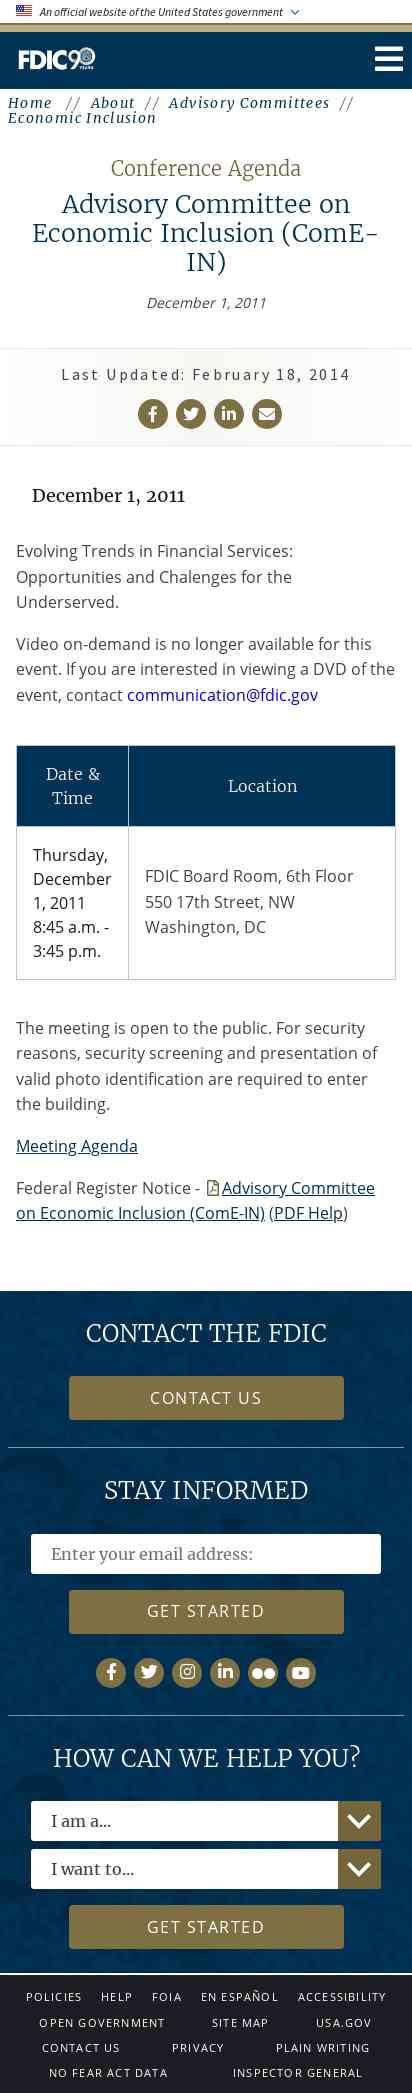 An official website of the United States government
FDIC 90 YEARS
Home // About // Advisory Committees //
Economic Inclusion
Conference Agenda
Advisory Committee on
Economic Inclusion (ComE-
IN)
December 1, 2011
Last Updated: February 18, 2014
December 1, 2011
Evolving Trends in Financial Services:
Opportunities and Chalenges for the
Underserved.
Video on-demand is no longer available for this
event. If you are interested in viewing a DVD of the
event, contact communication@fdic.gov
Date &
Time
Location
Thursday,
December
1, 2011
8:45 a.m. -
3:45 p.m.
FDIC Board Room, 6th Floor
550 17th Street, NW
Washington, DC
The meeting is open to the public. For security
reasons, security screening and presentation of
valid photo identification are required to enter
the building.
Meeting Agenda
Federal Register Notice - Advisory Committee
on Economic Inclusion (ComE-IN) (PDF Help)
CONTACT THE FDIC
CONTACT US
STAY INFORMED
Enter your email address:
GET STARTED
HOW CAN WE HELP YOU?
I am a...
I want to...
GET STARTED
POLICIES HELP FOIA EN ESPAÑOL ACCESSIBILITY
OPEN GOVERNMENT SITE MAP USA.GOV
CONTACT US PRIVACY PLAIN WRITING
NO FEAR ACT DATA INSPECTOR GENERAL